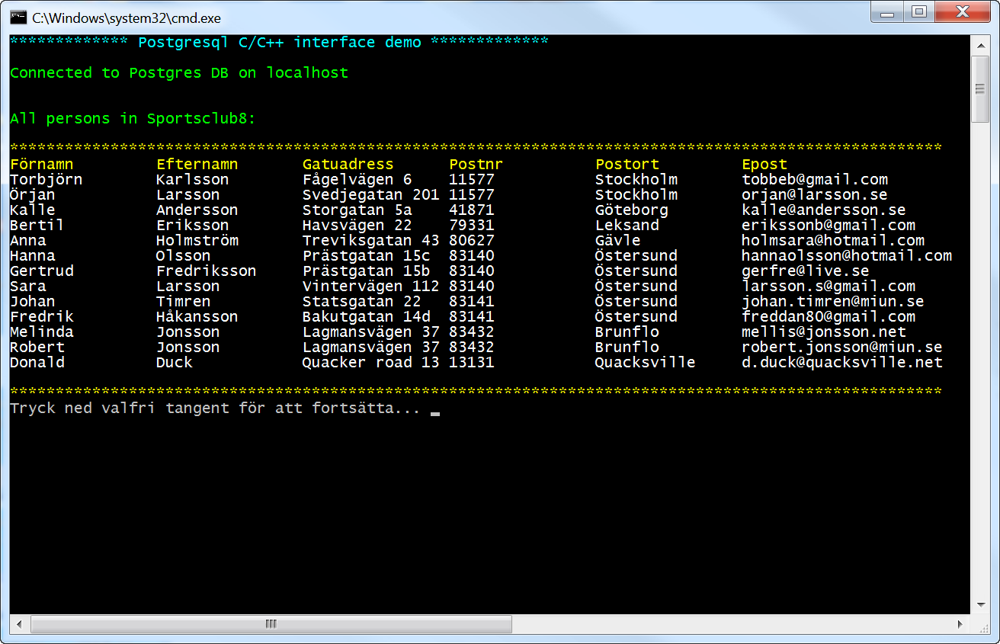 C:\Windows\system32\cmd.exe
************* Postgresql C/C++ interface demo *************
Connected to Postgres DB on localhost
All persons in Sportsclub8:
******************************************************************************************************
Förnamn Efternamn Gatuadress Postnr Postort Epost
Torbjörn Karlsson Fågelvägen 6 11577 Stockholm tobbeb@gmail.com
Örjan Larsson Svedjegatan 201 11577 Stockholm orjan@larsson.se
Kalle Andersson Storgatan 5a 41871 Göteborg kalle@andersson.se
Bertil Eriksson Havsvägen 22 79331 Leksand erikssonb@gmail.com
Anna Holmström Treviksgatan 43 80627 Gävle holmsara@hotmail.com
Hanna Olsson Prästgatan 15c 83140 Östersund hannaolsson@hotmail.com
Gertrud Fredriksson Prästgatan 15b 83140 Östersund gerfre@live.se
Sara Larsson Vintervägen 112 83140 Östersund larsson.s@gmail.com
Johan Timren Statsgatan 22 83141 Östersund johan.timren@miun.se
Fredrik Håkansson Bakutgatan 14d 83141 Östersund freddan80@gmail.com
Melinda Jonsson Lagmansvägen 37 83432 Brunflo mellis@jonsson.net
Robert Jonsson Lagmansvägen 37 83432 Brunflo robert.jonsson@miun.se
Donald Duck Quacker road 13 13131 Quacksville d.duck@quacksville.net
******************************************************************************************************
Tryck ned valfri tangent för att fortsätta... _